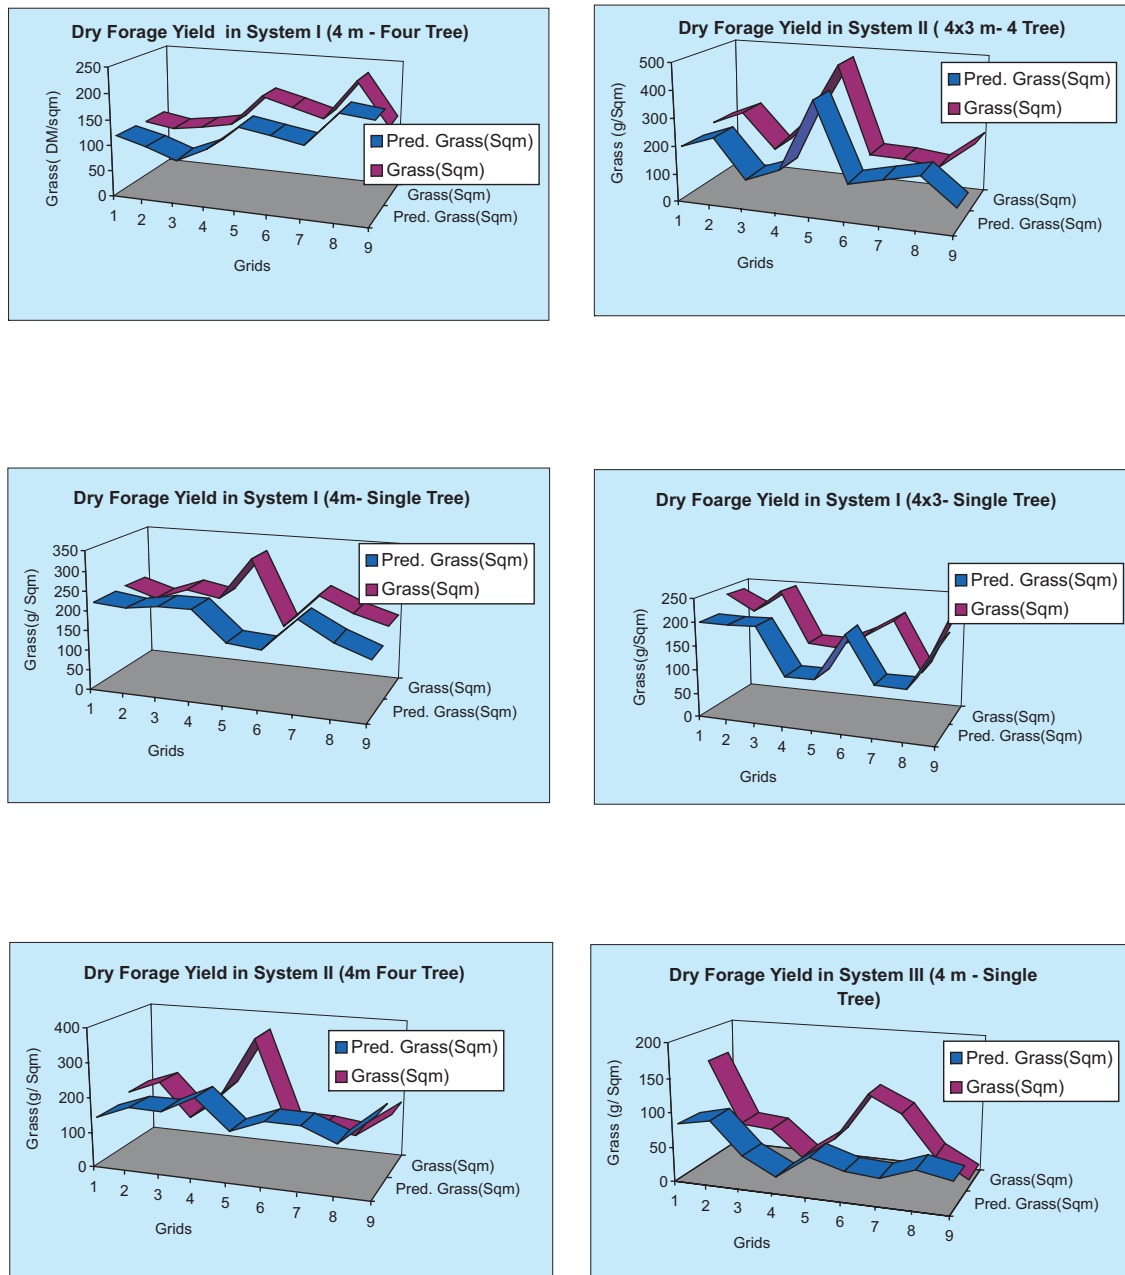 Dry Forage Yield in System I (4 m - Four Tree)
Grass( DM/sqm)
250
200
150
100
50
0
1 2 3 4 5 6 7 8 9
Grids
Pred. Grass(Sqm)
Grass(Sqm)
Grass(Sqm)
Pred. Grass(Sqm)
Dry Forage Yield in System II ( 4x3 m- 4 Tree)
Grass (g/Sqm)
500
400
300
200
100
0
1 2 3 4 5 6 7 8 9
Grids
Pred. Grass(Sqm)
Grass(Sqm)
Grass(Sqm)
Pred. Grass(Sqm)
Dry Forage Yield in System I (4m- Single Tree)
Grass(g/ Sqm)
350
300
250
200
150
100
50
0
1 2 3 4 5 6 7 8 9
Grids
Pred. Grass(Sqm)
Grass(Sqm)
Grass(Sqm)
Pred. Grass(Sqm)
Dry Foarge Yield in System I (4x3- Single Tree)
Grass(g/Sqm)
250
200
150
100
50
0
1 2 3 4 5 6 7 8 9
Grids
Pred. Grass(Sqm)
Grass(Sqm)
Grass(Sqm)
Pred. Grass(Sqm)
Dry Forage Yield in System II (4m Four Tree)
Grass(g/ Sqm)
400
300
200
100
0
1 2 3 4 5 6 7 8 9
Grids
Pred. Grass(Sqm)
Grass(Sqm)
Grass(Sqm)
Pred. Grass(Sqm)
Dry Forage Yield in System III (4 m - Single
Tree)
Grass (g/ Sqm)
200
150
100
50
0
1 2 3 4 5 6 7 8 9
Grids
Pred. Grass(Sqm)
Grass(Sqm)
Grass(Sqm)
Pred. Grass(Sqm)